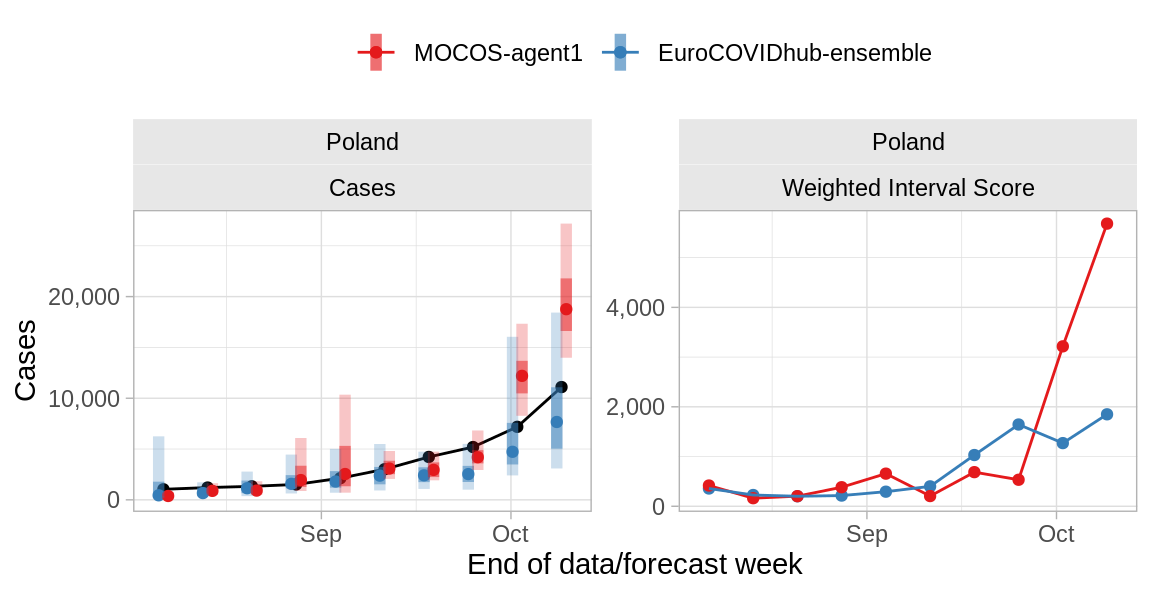 MOCOS-agent1 EuroCOVIDhub-ensemble
Poland
Cases
Poland
Weighted Interval Score
Cases
20,000
10,000
0
Sep Oct
4,000
2,000
0
Sep Oct
End of data/forecast week